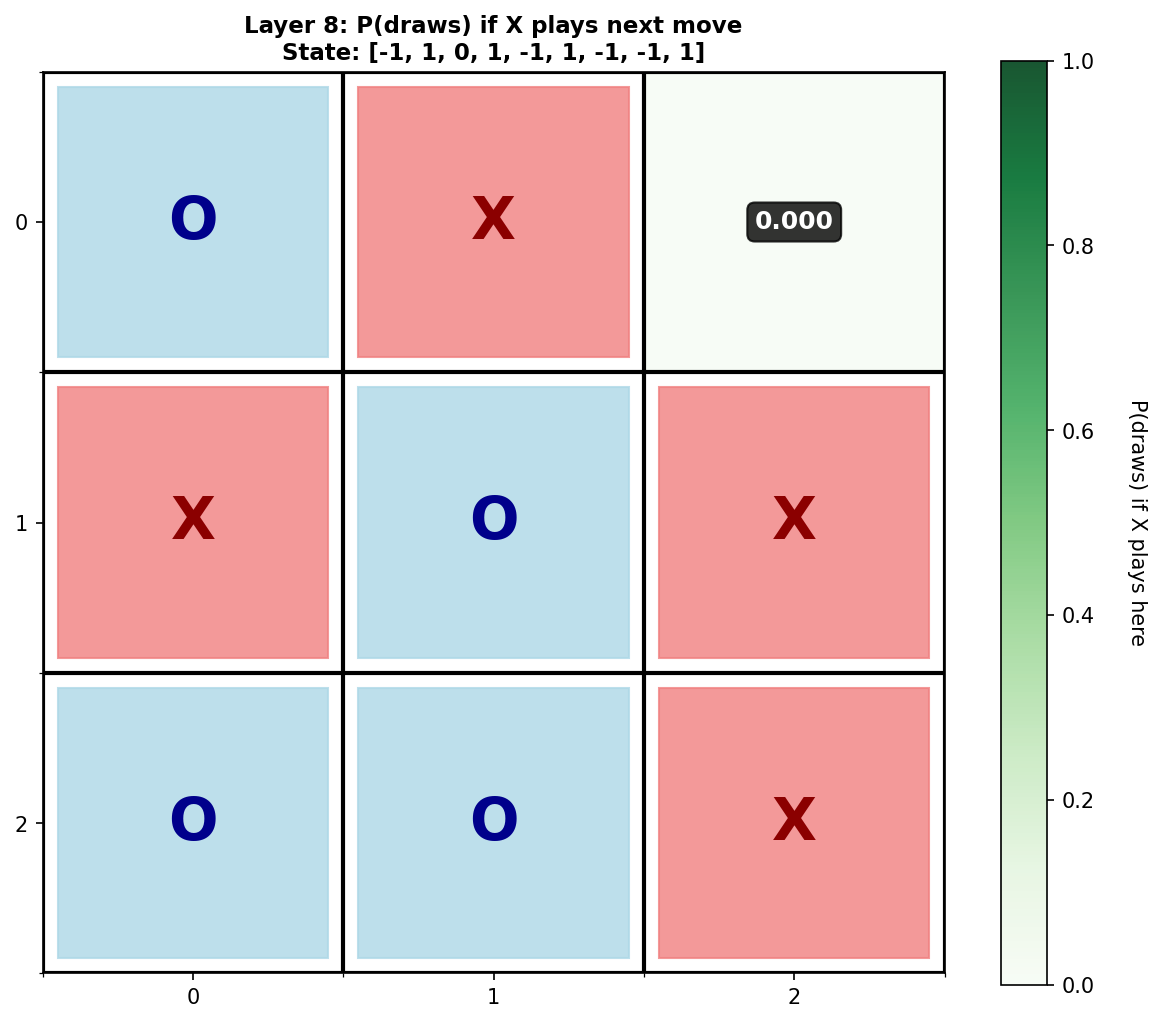 Layer 8: P(draws) if X plays next move
State: [-1, 1, 0, 1, -1, 1, -1, -1, 1]
O X 0.000
X O X
O O X
0
1
2
0 1 2
1.0
0.8
0.6
0.4
0.2
0.0
P(draws) if X plays here